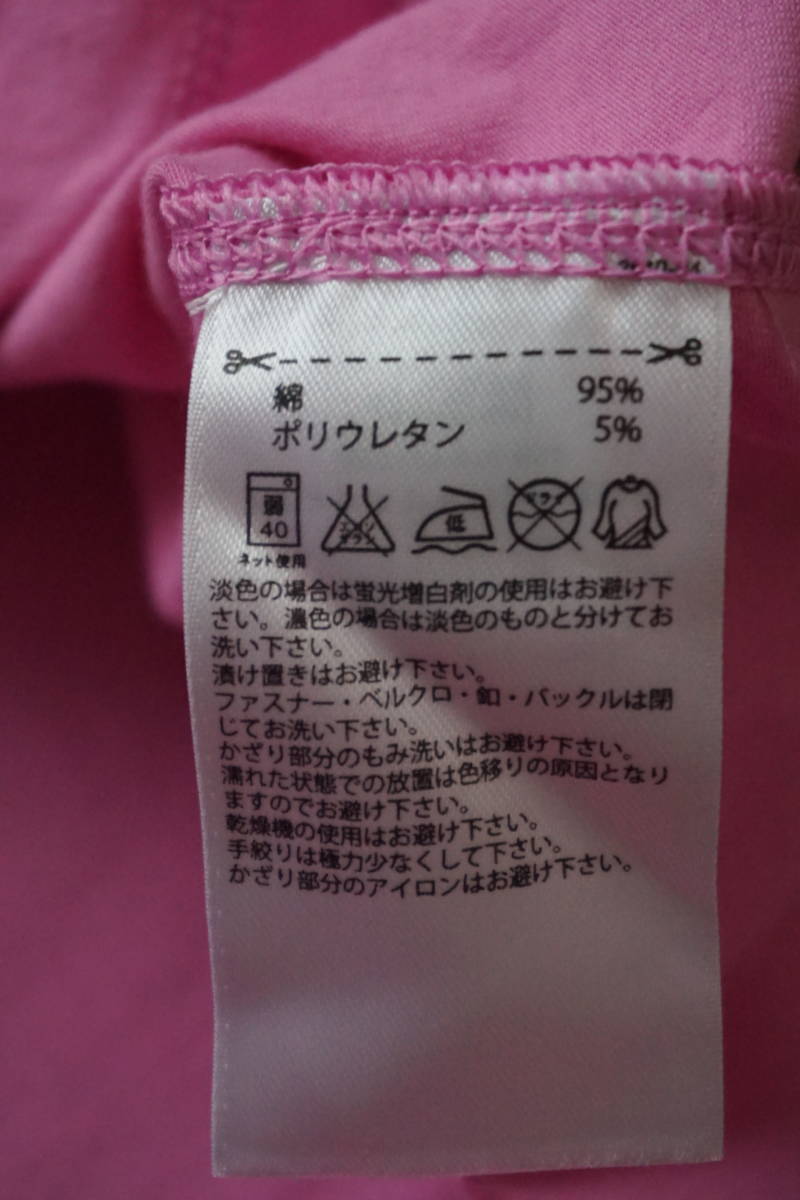 綿 95%
ポリウレタン 5%
弱 40 エンソサラシ 低 ドライ
ネット使用
淡色の場合は蛍光増白剤の使用はお避け下
さい。濃色の場合は淡色のものと分けてお
洗い下さい。
漬け置きはお避け下さい。
ファスナー・ベルクロ・釦・バックルは閉
じてお洗い下さい。
かざり部分のもみ洗いはお避け下さい。
濡れた状態での放置は色移りの原因となり
ますのでお避け下さい。
乾燥機の使用はお避け下さい。
手絞りは極力少なくして下さい。
かざり部分のアイロンはお避け下さい。